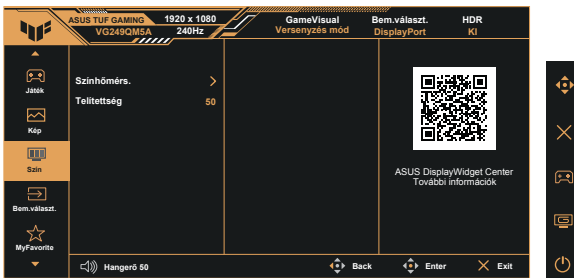 ASUS TUF GAMING 1920 x 1080 GameVisual Bem.választ. HDR
VG249QM5A 240Hz Versenyzés mód DisplayPort KI
Játék
Kép
Szín
Bem.választ.
MyFavorite
Színhőmérs.
Telítettség 50
ASUS DisplayWidget Center
További információk
Hangerő 50 Back Enter Exit